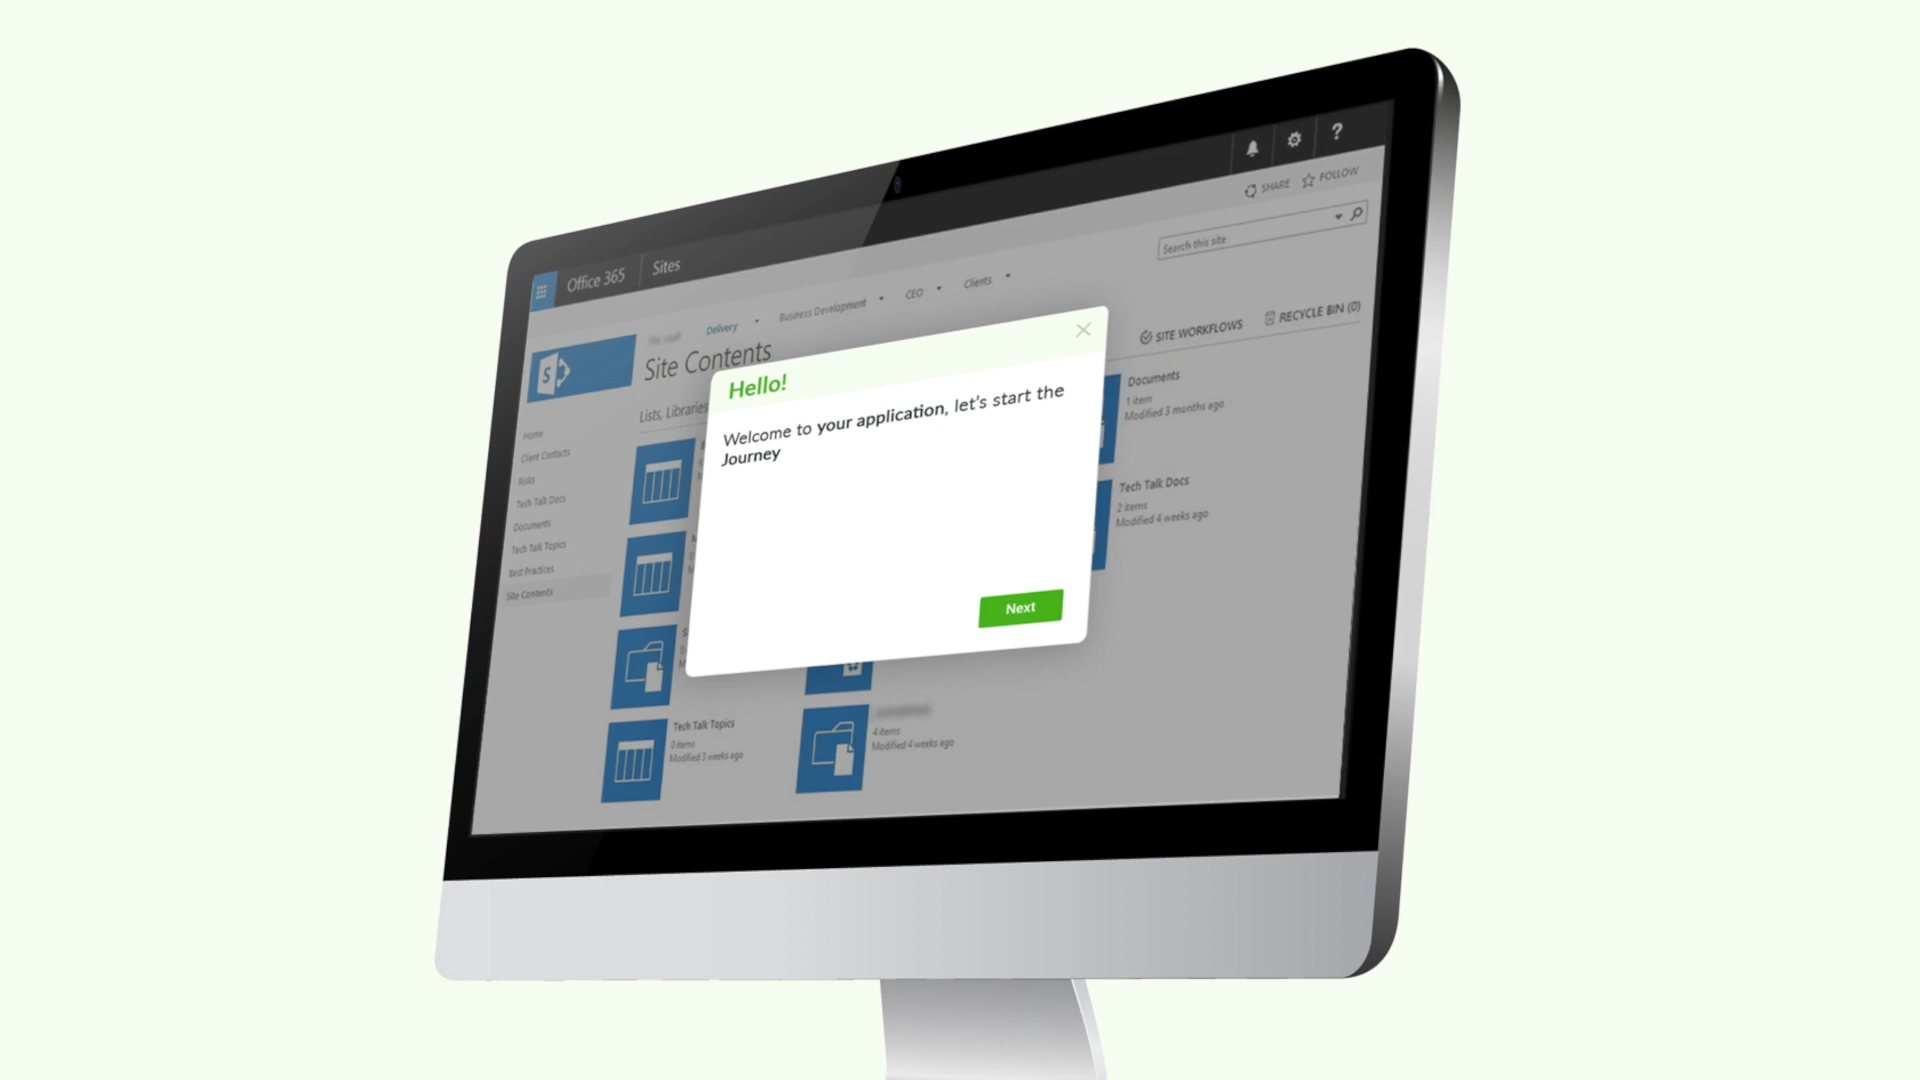 Office 365
Sites
SHARE
FOLLOW
Search this site
Delivery
Business Development
CEO
Clients
Site Contents
SITE WORKFLOWS
RECYCLE BIN (0)
Lists, Libraries
Home
Client Contacts
Risks
Tech Talk Docs
Documents
Tech Talk Topics
Best Practices
Site Contents
Hello!
Welcome to your application, let's start the
Journey
Next
Documents
1 item
Modified 3 months ago
Tech Talk Docs
2 items
Modified 4 weeks ago
Tech Talk Topics
0 items
Modified 3 weeks ago
4 items
Modified 4 weeks ago